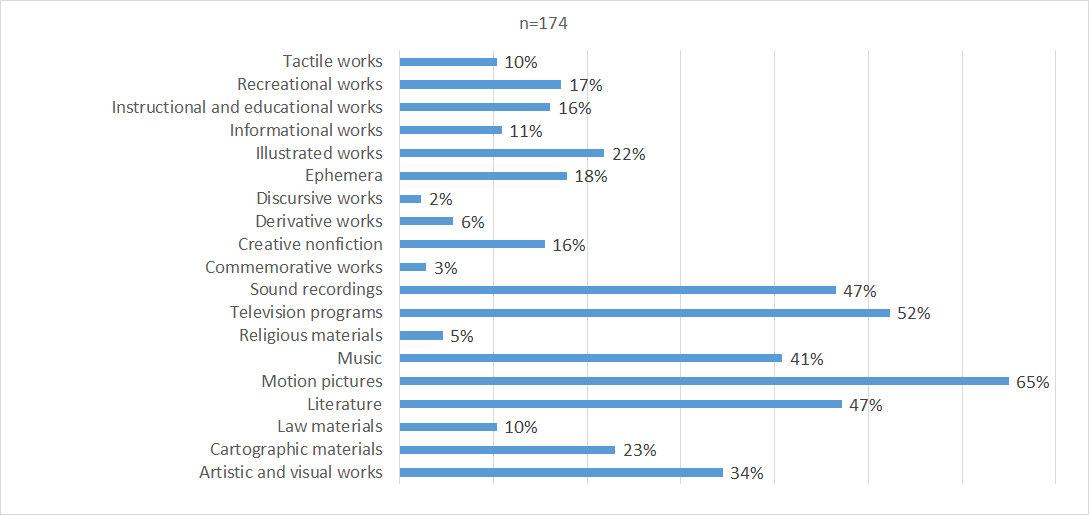 n=174
Tactile works 10%
Recreational works 17%
Instructional and educational works 16%
Informational works 11%
Illustrated works 22%
Ephemera 18%
Discursive works 2%
Derivative works 6%
Creative nonfiction 16%
Commemorative works 3%
Sound recordings 47%
Television programs 52%
Religious materials 5%
Music 41%
Motion pictures 65%
Literature 47%
Law materials 10%
Cartographic materials 23%
Artistic and visual works 34%